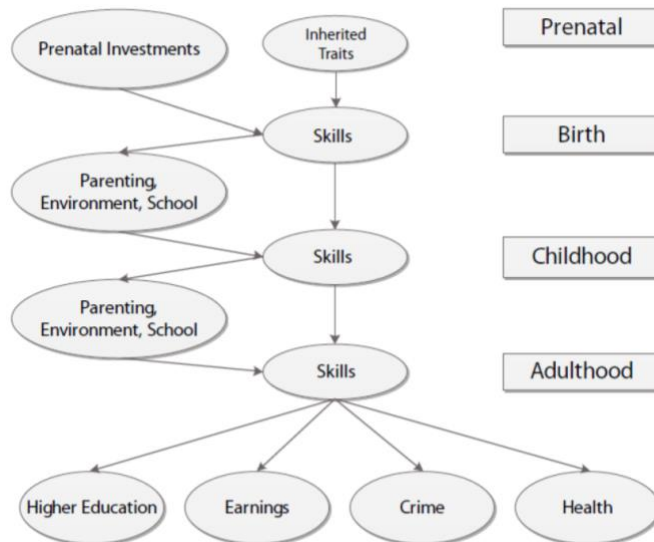 Prenatal Investments
Inherited
Traits
Prenatal
Skills
Birth
Parenting,
Environment, School
Skills
Childhood
Parenting,
Environment, School
Skills
Adulthood
Higher Education
Earnings
Crime
Health